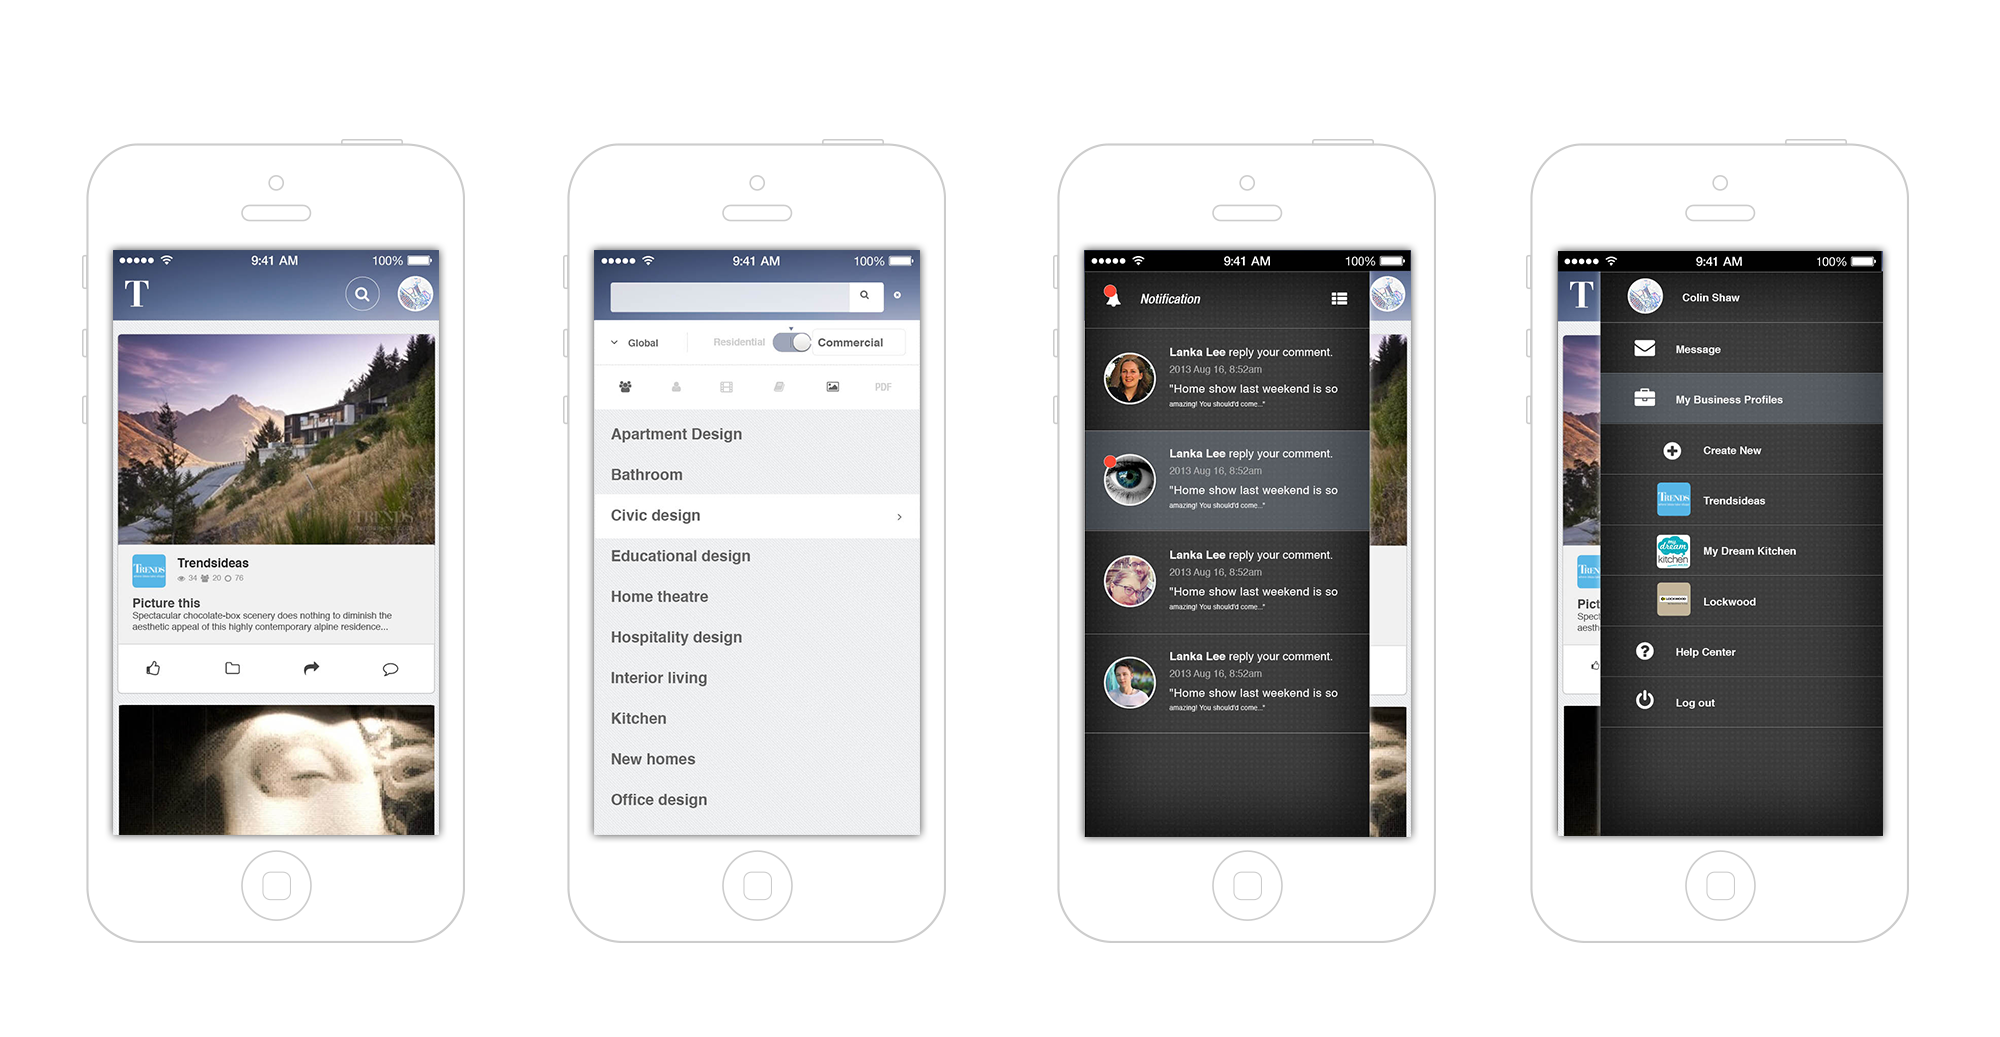 9:41 AM 100%
T
TRENDS
TRENDS
Trendsideas
34 20 76
Picture this
Spectacular chocolate-box scenery does nothing to diminish the
aesthetic appeal of this highly contemporary alpine residence...
9:41 AM 100%
Global Residential Commercial
PDF
Apartment Design
Bathroom
Civic design
Educational design
Home theatre
Hospitality design
Interior living
Kitchen
New homes
Office design
9:41 AM 100%
Notification
Lanka Lee reply your comment.
2013 Aug 16, 8:52am
"Home show last weekend is so
amazing! You should'd come..."
Lanka Lee reply your comment.
2013 Aug 16, 8:52am
"Home show last weekend is so
amazing! You should'd come..."
Lanka Lee reply your comment.
2013 Aug 16, 8:52am
"Home show last weekend is so
amazing! You should'd come..."
Lanka Lee reply your comment.
2013 Aug 16, 8:52am
"Home show last weekend is so
amazing! You should'd come..."
9:41 AM 100%
T
TREN
Pict
Spect
aesth
Colin Shaw
Message
My Business Profiles
Create New
TRENDS
Trendsideas
my
dream
kitchen
My Dream Kitchen
LOCKWOOD
Lockwood
Help Center
Log out